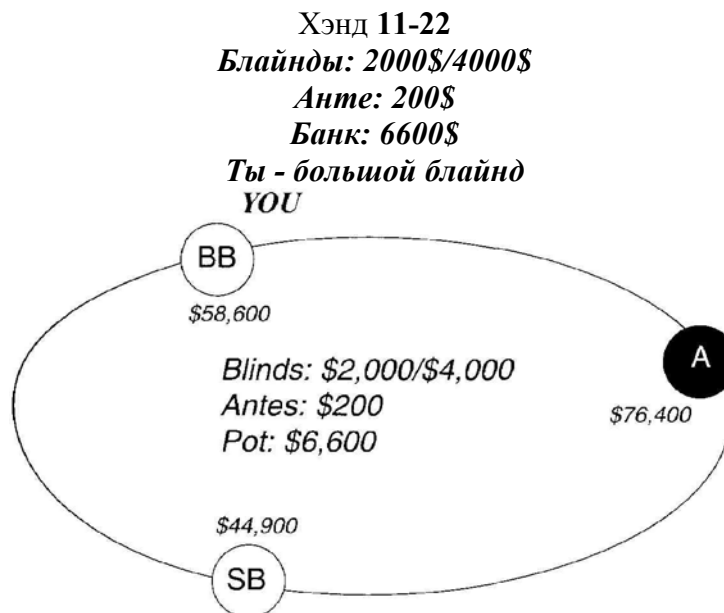 Хэнд 11-22
Блайнды: 2000$/4000$
Анте: 200$
Банк: 6600$
Ты - большой блайнд
YOU
BB
$58,600
A
Blinds: $2,000/$4,000
Antes: $200
Pot: $6,600
$76,400
$44,900
SB